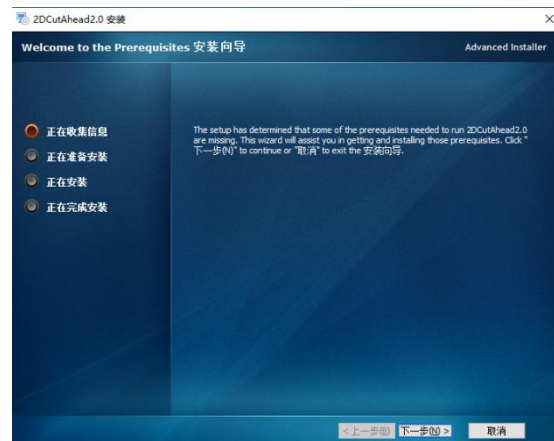 2DCutAhead2.0 安装
Welcome to the Prerequisites 安装向导
Advanced Installer
正在收集信息
正在准备安装
正在安装
正在完成安装
The setup has determined that some of the prerequisites needed to run 2DCutAhead2.0
are missing. This wizard will assist you in getting and installing those prerequisites. Click "
下一步(N)" to continue or "取消" to exit the 安装向导.
<上一步(B) 下一步(N) > 取消